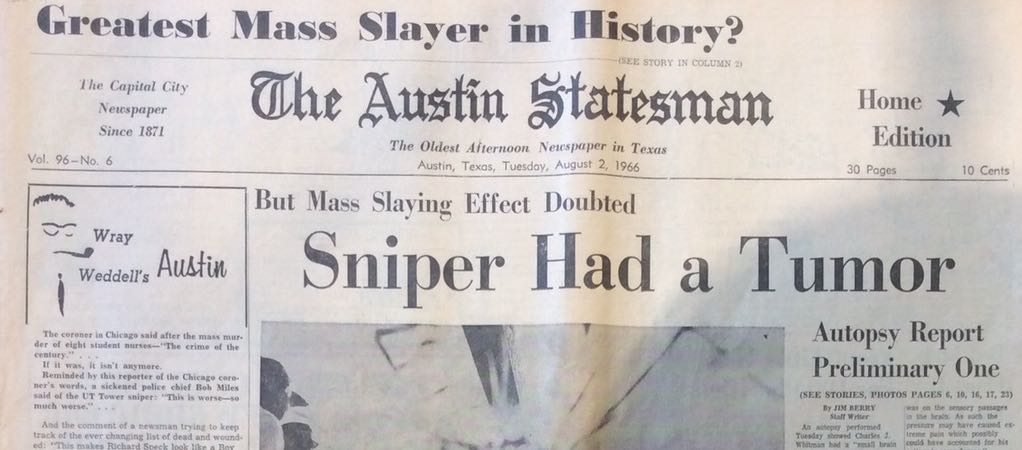 Greatest Mass Slayer in History?
(SEE STORY IN COLUMN 2)
The Capital City
Newspaper
Since 1871
The Austin Statesman
Home ★
Edition
The Oldest Afternoon Newspaper in Texas
Vol. 96—No. 6
Austin, Texas, Tuesday, August 2, 1966
30 Pages
10 Cents
Wray
Weddell's Austin
The coroner in Chicago said after the mass mur-
der of eight student nurses—"The crime of the
century." . . .
If it was, it isn't anymore.
Reminded by this reporter of the Chicago coro-
ner's words, a sickened police chief Bob Miles
said of the UT Tower sniper: "This is worse—so
much worse." . . .
And the comment of a newsman trying to keep
track of the ever changing list of dead and wound-
ed: "This makes Richard Speck look like a Boy
But Mass Slaying Effect Doubted
Sniper Had a Tumor
Autopsy Report
Preliminary One
(SEE STORIES, PHOTOS PAGES 6, 10, 16, 17, 23)
By JIM BERRY
Staff Writer
An autopsy performed
Tuesday showed Charles J.
Whitman had a "small brain
was on the sensory passages
in the brain. As such the
pressure may have caused ex-
treme pain which possibly
could have accounted for his